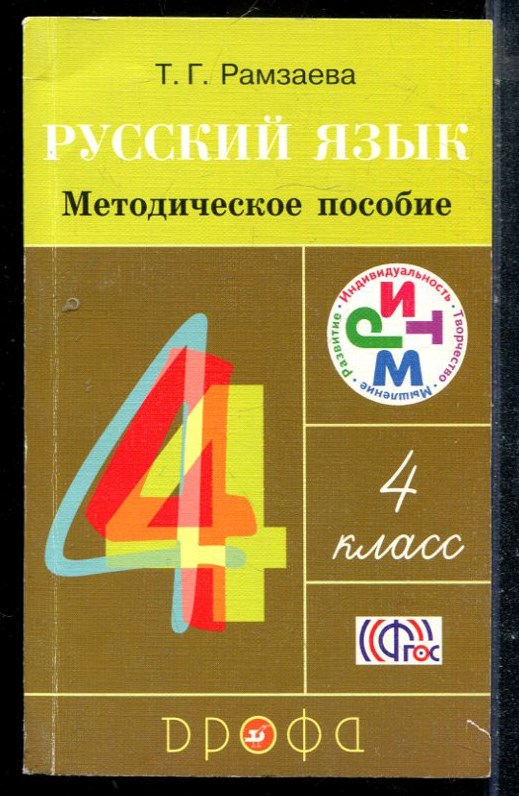 Т. Г. Рамзаева
РУССКИЙ ЯЗЫК
Методическое пособие
Развитие · Индивидуальность · Творчество · Мышление ·
РИТМ
4
4
класс
ФГОС
ДРОФА